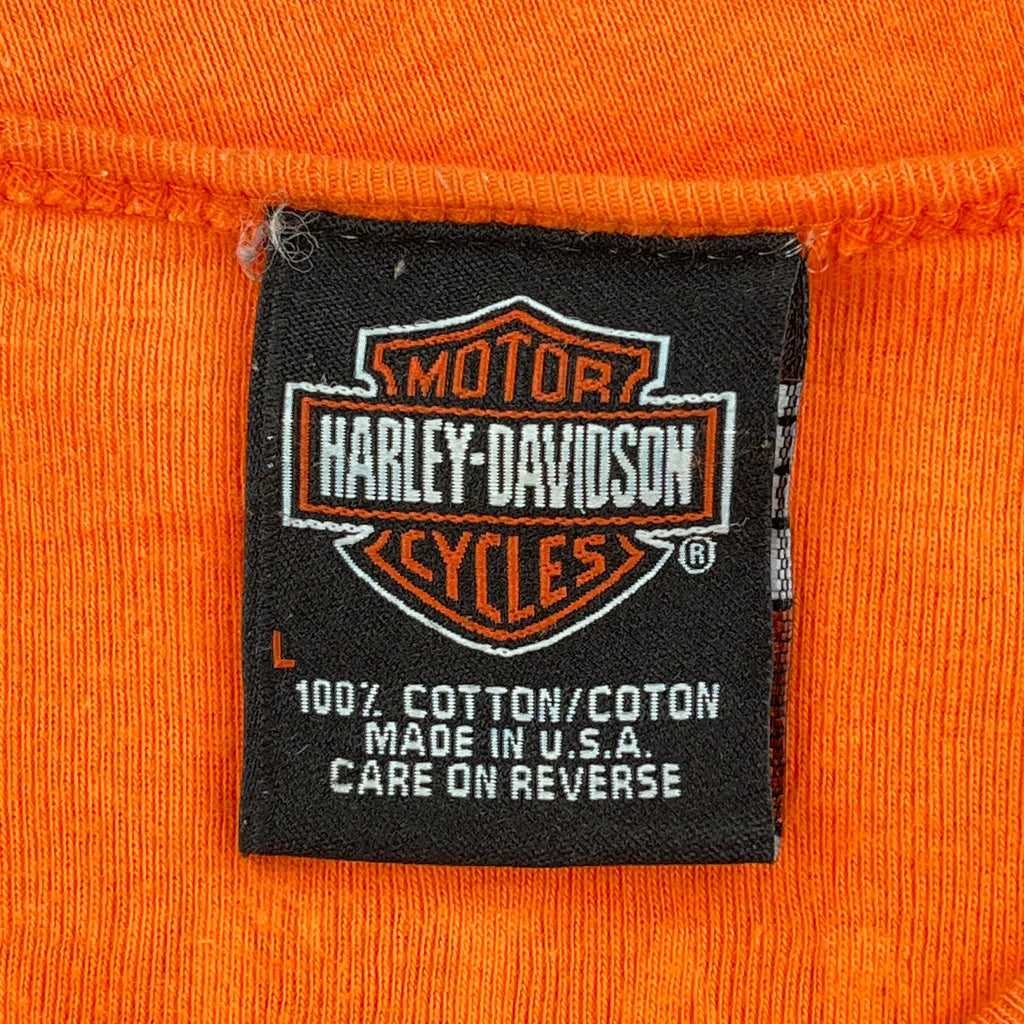 MOTOR
HARLEY-DAVIDSON
CYCLES
®
L
100% COTTON/COTON
MADE IN U.S.A.
CARE ON REVERSE